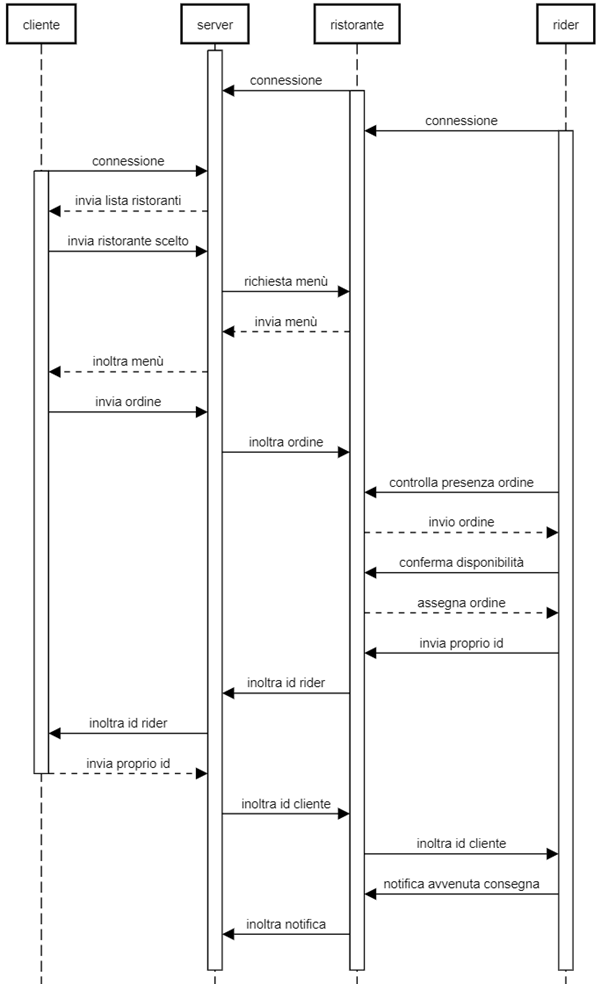 cliente
server
ristorante
rider
connessione
connessione
connessione
invia lista ristoranti
invia ristorante scelto
richiesta menù
invia menù
inoltra menù
invia ordine
inoltra ordine
controlla presenza ordine
invio ordine
conferma disponibilità
assegna ordine
invia proprio id
inoltra id rider
inoltra id rider
invia proprio id
inoltra id cliente
inoltra id cliente
notifica avvenuta consegna
inoltra notifica